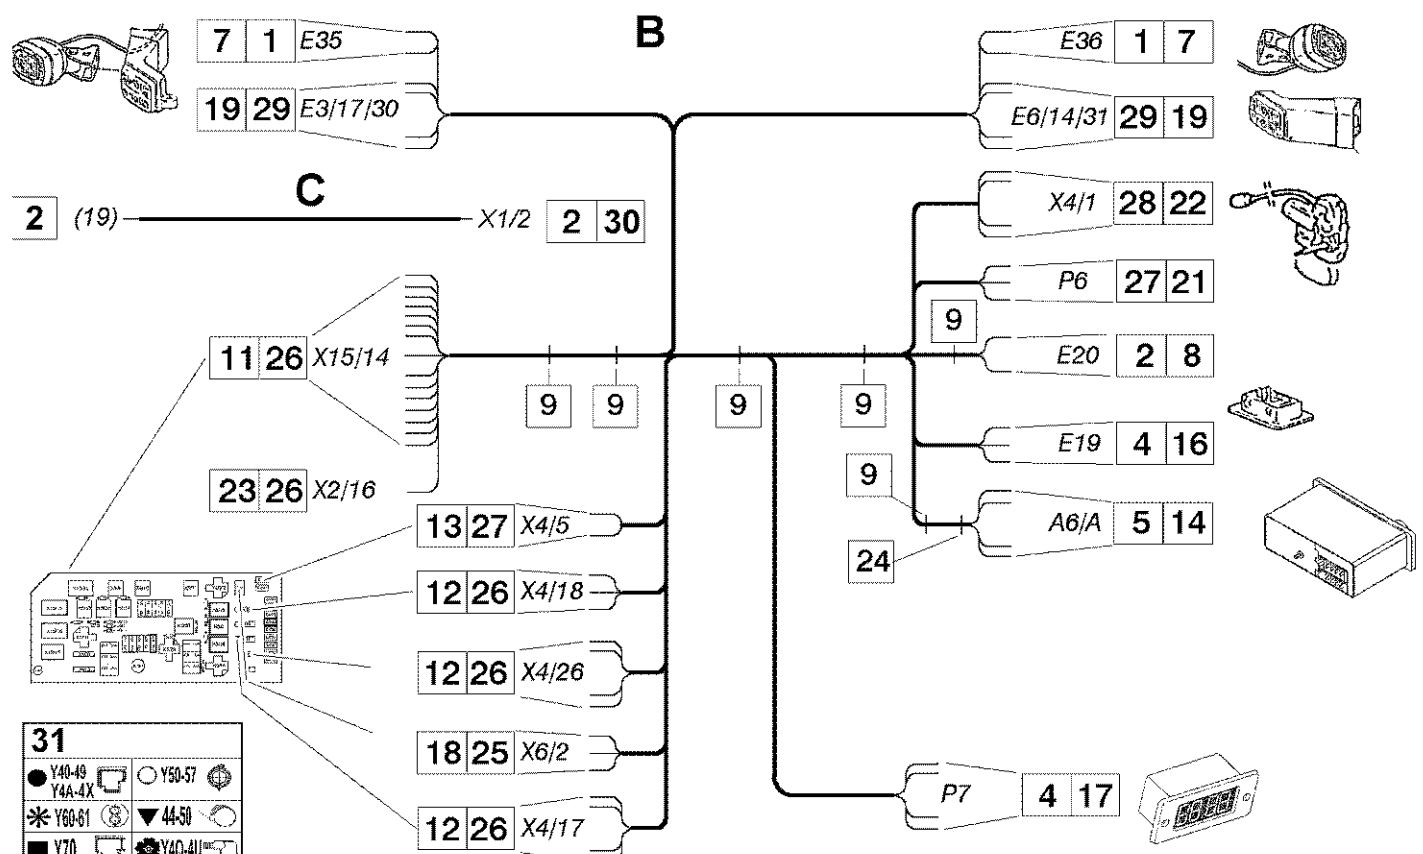 B
7 1 E35
E36 1 7
19 29 E3/17/30
E6/14/31 29 19
C
2 (19)
X1/2 2 30
X4/1 28 22
P6 27 21
9
11 26 X15/14
E20 2 8
9 9 9 9
E19 4 16
23 26 X2/16
9
13 27 X4/5
A6/A 5 14
24
12 26 X4/18
12 26 X4/26
31
18 25 X6/2
Y40-49
Y4A-4X
Y50-57
P7 4 17
Y60-61
44-50
12 26 X4/17
Y70
Y4D-4U